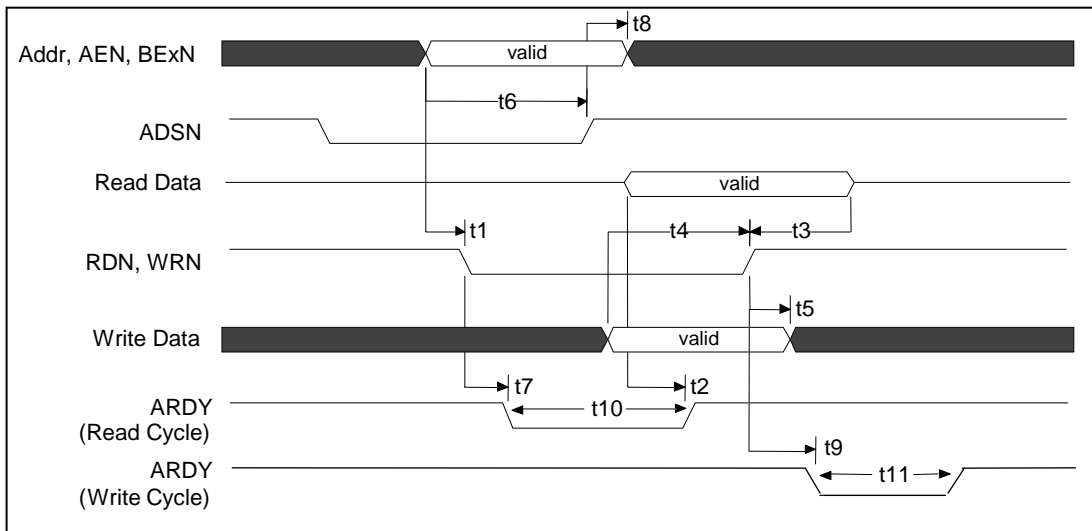 t8
Addr, AEN, BExN
valid
t6
ADSN
Read Data
valid
t1
t4
t3
RDN, WRN
t5
Write Data
valid
t7
t2
ARDY
(Read Cycle)
t10
t9
ARDY
(Write Cycle)
t11